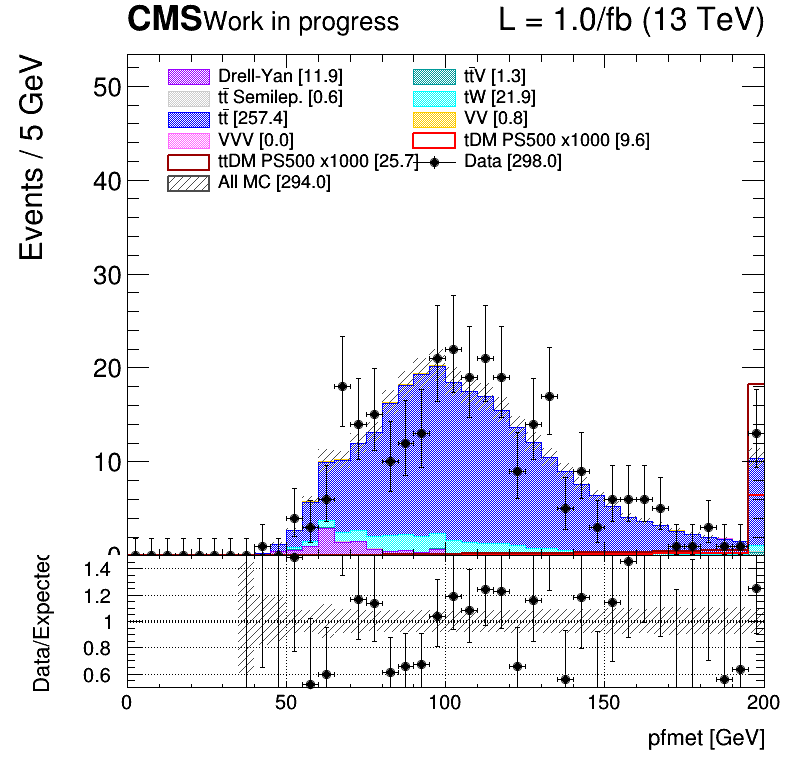 CMS Work in progress L = 1.0/fb (13 TeV)
Events / 5 GeV
50
40
30
20
10
0
Drell-Yan [11.9] tt̄V [1.3]
tt̄ Semilep. [0.6] tW [21.9]
tt̄ [257.4] VV [0.8]
VVV [0.0] tDM PS500 x1000 [9.6]
ttDM PS500 x1000 [25.7] Data [298.0]
All MC [294.0]
Data/Expected
1.4
1.2
1
0.8
0.6
0 50 100 150 200
pfmet [GeV]